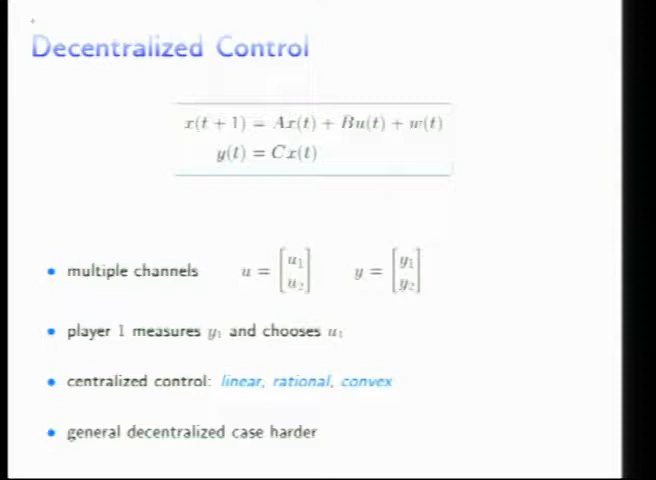 Decentralized Control
x(t + 1) = Ax(t) + Bu(t) + w(t)
y(t) = Cx(t)
• multiple channels u = [u₁ u₂] y = [y₁ y₂]
• player 1 measures y₁ and chooses u₁
• centralized control: linear, rational, convex
• general decentralized case harder